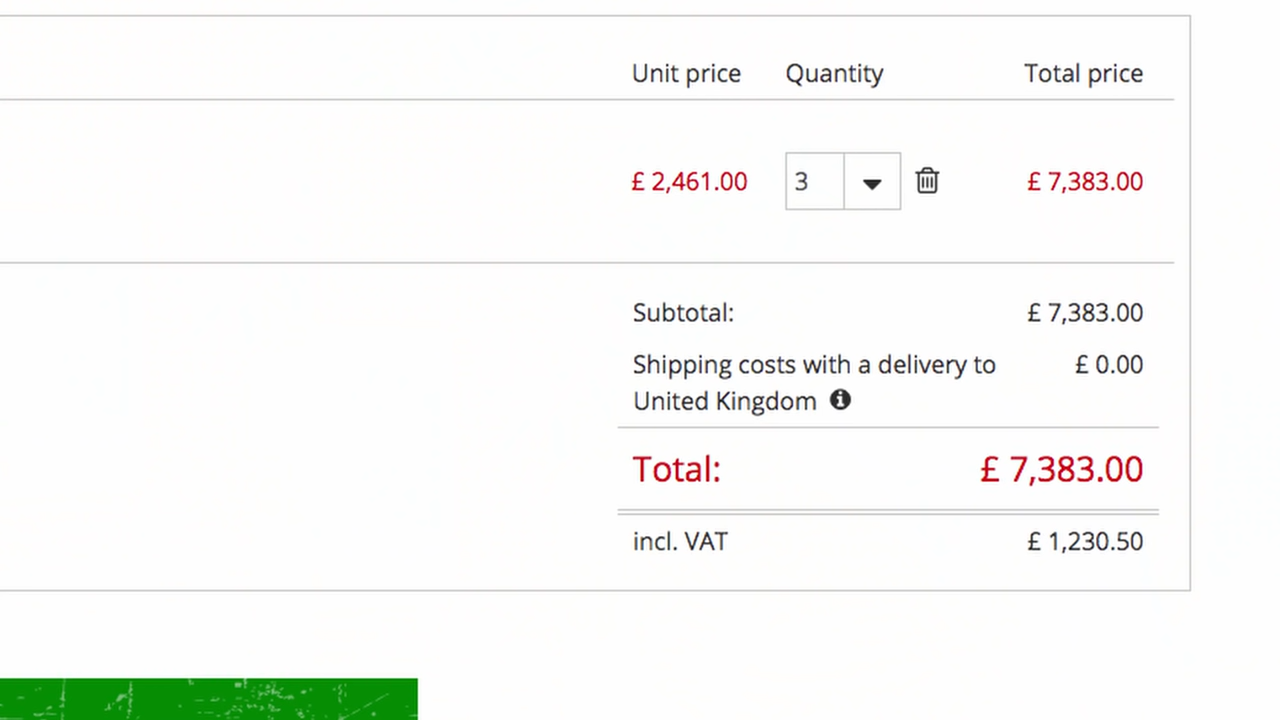 Unit price Quantity Total price
£ 2,461.00 3 £ 7,383.00
Subtotal: £ 7,383.00
Shipping costs with a delivery to £ 0.00
United Kingdom
Total: £ 7,383.00
incl. VAT £ 1,230.50